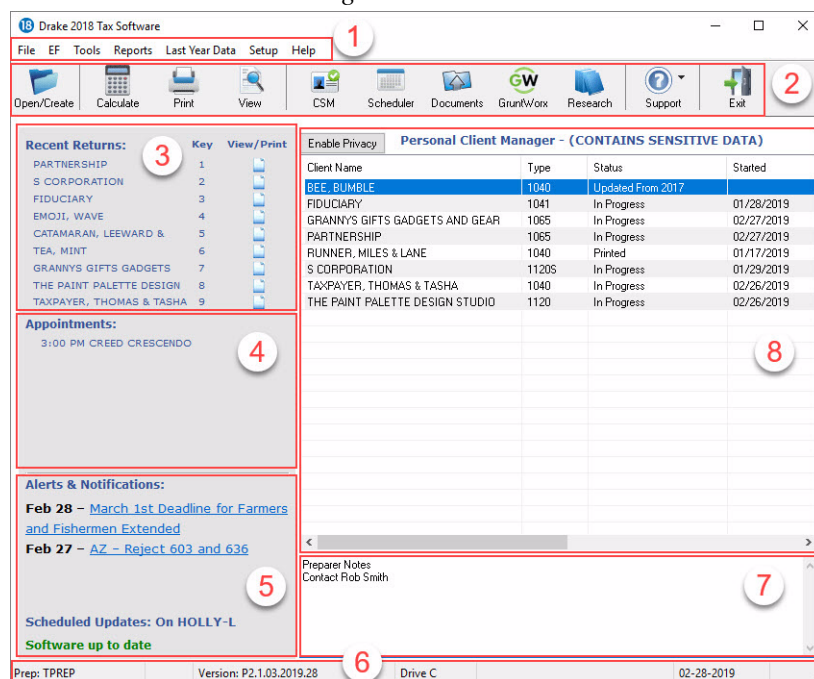 Drake 2018 Tax Software
File EF Tools Reports Last Year Data Setup Help
1
Open/Create Calculate Print View CSM Scheduler Documents GruntWorx Research Support Exit
2
Recent Returns: Key View/Print
3
PARTNERSHIP 1
S CORPORATION 2
FIDUCIARY 3
EMOJI, WAVE 4
CATAMARAN, LEEWARD & 5
TEA, MINT 6
GRANNYS GIFTS GADGETS 7
THE PAINT PALETTE DESIGN 8
TAXPAYER, THOMAS & TASHA 9
Appointments:
3:00 PM CREED CRESCENDO
4
Alerts & Notifications:
Feb 28 – March 1st Deadline for Farmers
and Fishermen Extended
Feb 27 – AZ – Reject 603 and 636
5
Scheduled Updates: On HOLLY-L
Software up to date
Enable Privacy Personal Client Manager - (CONTAINS SENSITIVE DATA)
Client Name Type Status Started
BEE, BUMBLE 1040 Updated From 2017
FIDUCIARY 1041 In Progress 01/28/2019
GRANNYS GIFTS GADGETS AND GEAR 1065 In Progress 02/27/2019
PARTNERSHIP 1065 In Progress 02/27/2019
RUNNER, MILES & LANE 1040 Printed 01/17/2019
S CORPORATION 1120S In Progress 01/29/2019
TAXPAYER, THOMAS & TASHA 1040 In Progress 02/26/2019
THE PAINT PALETTE DESIGN STUDIO 1120 In Progress 02/26/2019
8
Preparer Notes
Contact Rob Smith
7
6
Prep: TPREP Version: P2.1.03.2019.28 Drive C 02-28-2019